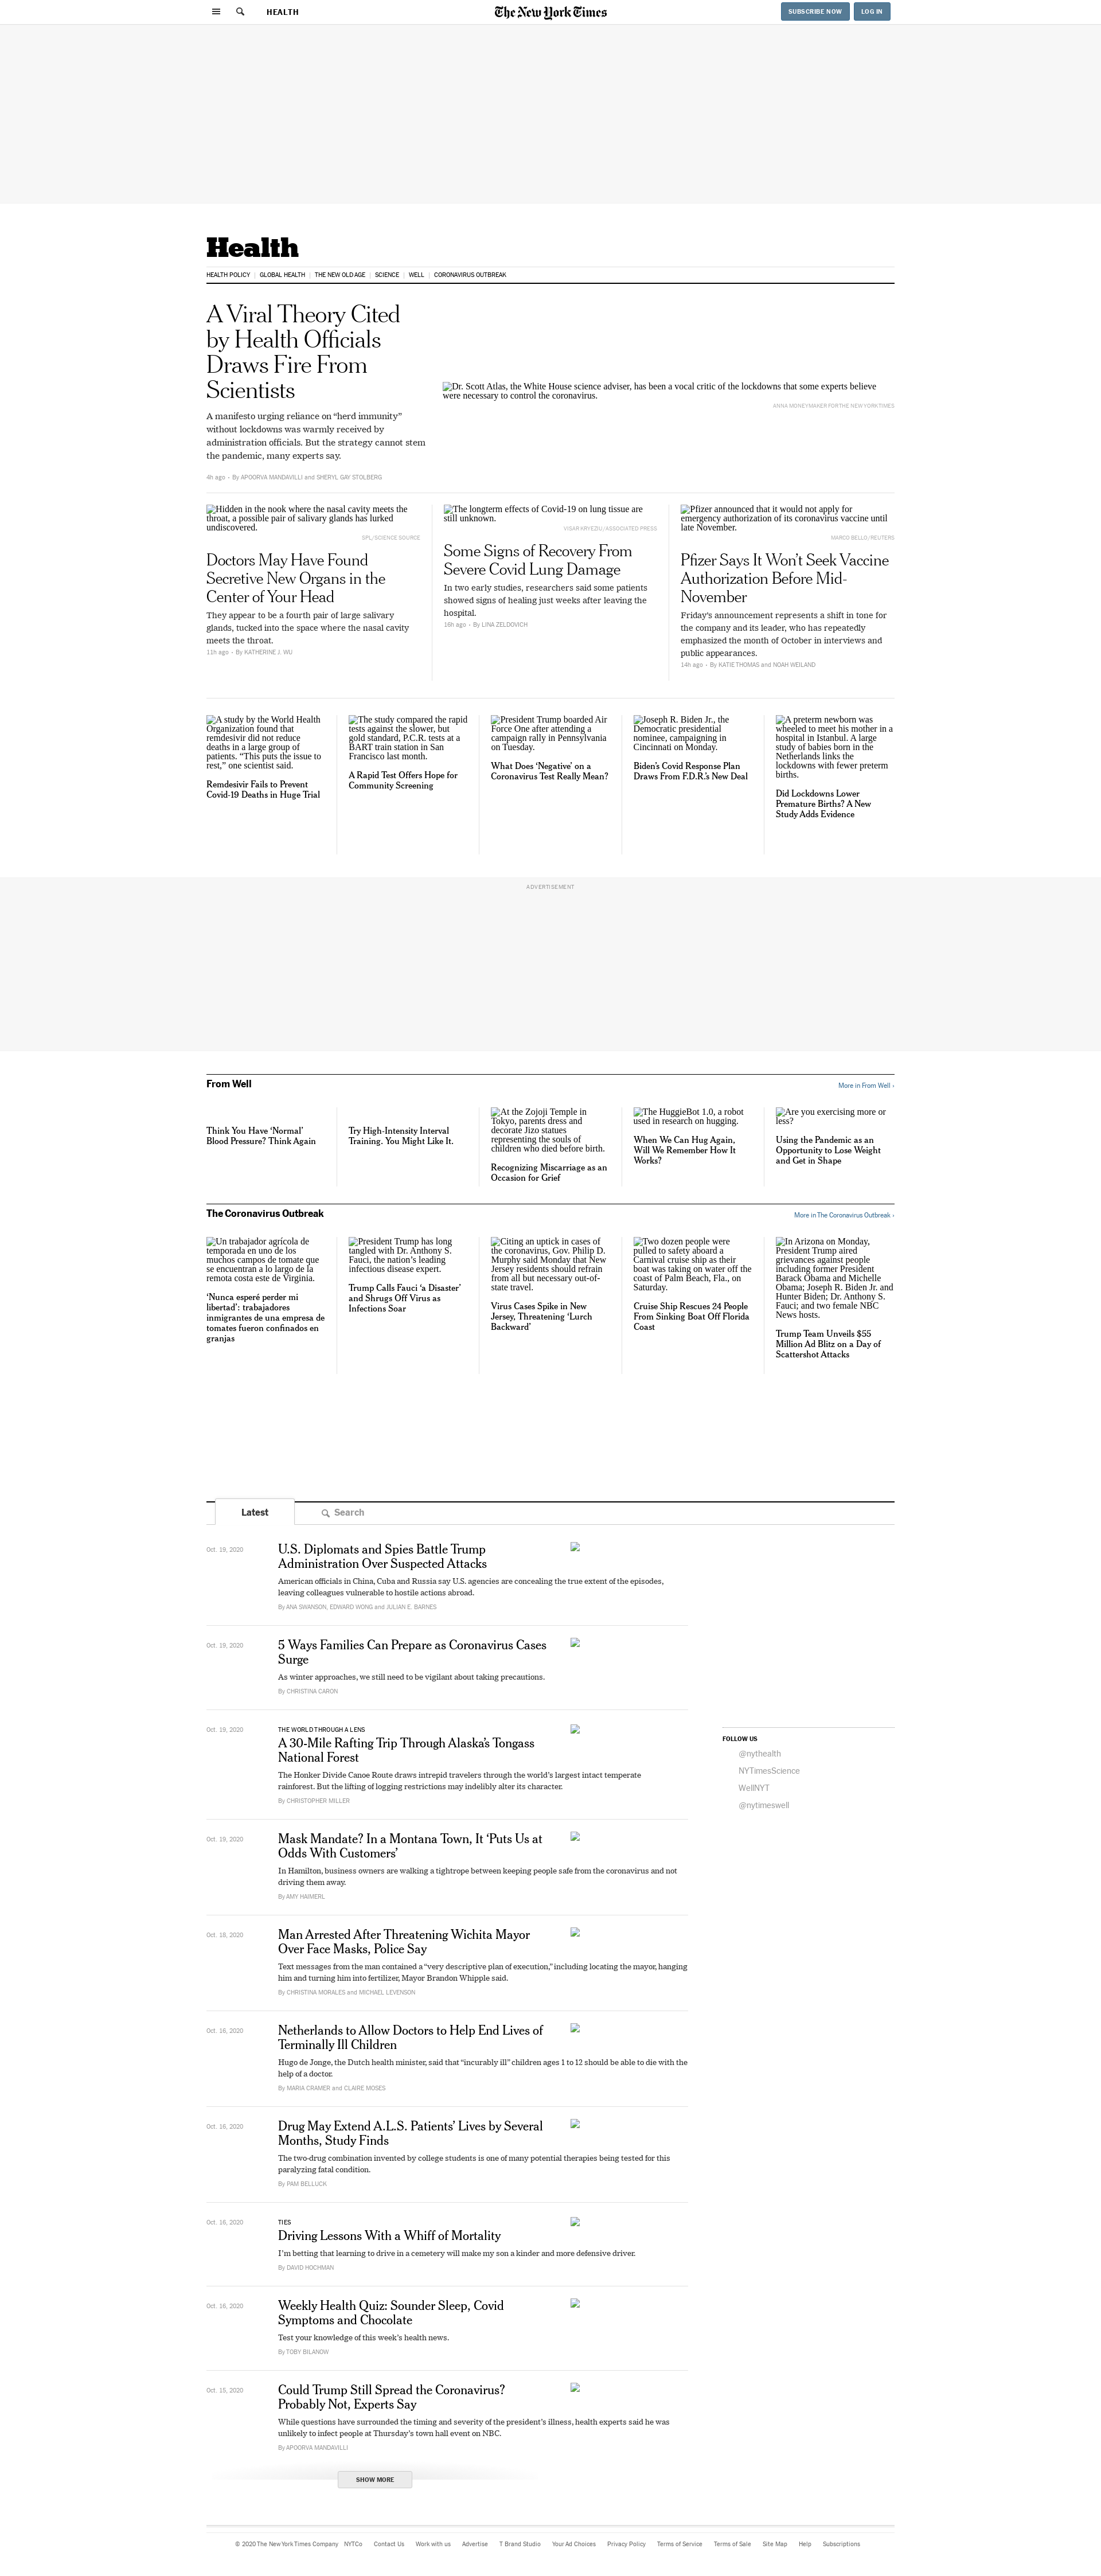 HEALTH
The New York Times
SUBSCRIBE NOW
LOG IN
Health
HEALTH POLICY | GLOBAL HEALTH | THE NEW OLD AGE | SCIENCE | WELL | CORONAVIRUS OUTBREAK
A Viral Theory Cited
by Health Officials
Draws Fire From
Scientists
A manifesto urging reliance on “herd immunity”
without lockdowns was warmly received by
administration officials. But the strategy cannot stem
the pandemic, many experts say.
4h ago • By APOORVA MANDAVILLI and SHERYL GAY STOLBERG
Dr. Scott Atlas, the White House science adviser, has been a vocal critic of the lockdowns that some experts believe
were necessary to control the coronavirus.
ANNA MONEYMAKER FOR THE NEW YORK TIMES
Hidden in the nook where the nasal cavity meets the
throat, a possible pair of salivary glands has lurked
undiscovered.
SPL/SCIENCE SOURCE
Doctors May Have Found
Secretive New Organs in the
Center of Your Head
They appear to be a fourth pair of large salivary
glands, tucked into the space where the nasal cavity
meets the throat.
11h ago • By KATHERINE J. WU
The longterm effects of Covid-19 on lung tissue are
still unknown.
VISAR KRYEZIU/ASSOCIATED PRESS
Some Signs of Recovery From
Severe Covid Lung Damage
In two early studies, researchers said some patients
showed signs of healing just weeks after leaving the
hospital.
16h ago • By LINA ZELDOVICH
Pfizer announced that it would not apply for
emergency authorization of its coronavirus vaccine until
late November.
MARCO BELLO/REUTERS
Pfizer Says It Won’t Seek Vaccine
Authorization Before Mid-
November
Friday’s announcement represents a shift in tone for
the company and its leader, who has repeatedly
emphasized the month of October in interviews and
public appearances.
14h ago • By KATIE THOMAS and NOAH WEILAND
A study by the World Health
Organization found that
remdesivir did not reduce
deaths in a large group of
patients. “This puts the issue to
rest,” one scientist said.
Remdesivir Fails to Prevent
Covid-19 Deaths in Huge Trial
The study compared the rapid
tests against the slower, but
gold standard, P.C.R. tests at a
BART train station in San
Francisco last month.
A Rapid Test Offers Hope for
Community Screening
President Trump boarded Air
Force One after attending a
campaign rally in Pennsylvania
on Tuesday.
What Does ‘Negative’ on a
Coronavirus Test Really Mean?
Joseph R. Biden Jr., the
Democratic presidential
nominee, campaigning in
Cincinnati on Monday.
Biden’s Covid Response Plan
Draws From F.D.R.’s New Deal
A preterm newborn was
wheeled to meet his mother in a
hospital in Istanbul. A large
study of babies born in the
Netherlands links the
lockdowns with fewer preterm
births.
Did Lockdowns Lower
Premature Births? A New
Study Adds Evidence
ADVERTISEMENT
From Well
More in From Well ›
Think You Have ‘Normal’
Blood Pressure? Think Again
Try High-Intensity Interval
Training. You Might Like It.
At the Zojoji Temple in
Tokyo, parents dress and
decorate Jizo statues
representing the souls of
children who died before birth.
Recognizing Miscarriage as an
Occasion for Grief
The HuggieBot 1.0, a robot
used in research on hugging.
When We Can Hug Again,
Will We Remember How It
Works?
Are you exercising more or
less?
Using the Pandemic as an
Opportunity to Lose Weight
and Get in Shape
The Coronavirus Outbreak
More in The Coronavirus Outbreak ›
Un trabajador agrícola de
temporada en uno de los
muchos campos de tomate que
se encuentran a lo largo de la
remota costa este de Virginia.
‘Nunca esperé perder mi
libertad’: trabajadores
inmigrantes de una empresa de
tomates fueron confinados en
granjas
President Trump has long
tangled with Dr. Anthony S.
Fauci, the nation’s leading
infectious disease expert.
Trump Calls Fauci ‘a Disaster’
and Shrugs Off Virus as
Infections Soar
Citing an uptick in cases of
the coronavirus, Gov. Philip D.
Murphy said Monday that New
Jersey residents should refrain
from all but necessary out-of-
state travel.
Virus Cases Spike in New
Jersey, Threatening ‘Lurch
Backward’
Two dozen people were
pulled to safety aboard a
Carnival cruise ship as their
boat was taking on water off the
coast of Palm Beach, Fla., on
Saturday.
Cruise Ship Rescues 24 People
From Sinking Boat Off Florida
Coast
In Arizona on Monday,
President Trump aired
grievances against people
including former President
Barack Obama and Michelle
Obama; Joseph R. Biden Jr. and
Hunter Biden; Dr. Anthony S.
Fauci; and two female NBC
News hosts.
Trump Team Unveils $55
Million Ad Blitz on a Day of
Scattershot Attacks
Latest
Search
Oct. 19, 2020
U.S. Diplomats and Spies Battle Trump
Administration Over Suspected Attacks
American officials in China, Cuba and Russia say U.S. agencies are concealing the true extent of the episodes,
leaving colleagues vulnerable to hostile actions abroad.
By ANA SWANSON, EDWARD WONG and JULIAN E. BARNES
Oct. 19, 2020
5 Ways Families Can Prepare as Coronavirus Cases
Surge
As winter approaches, we still need to be vigilant about taking precautions.
By CHRISTINA CARON
Oct. 19, 2020
THE WORLD THROUGH A LENS
A 30-Mile Rafting Trip Through Alaska’s Tongass
National Forest
The Honker Divide Canoe Route draws intrepid travelers through the world’s largest intact temperate
rainforest. But the lifting of logging restrictions may indelibly alter its character.
By CHRISTOPHER MILLER
FOLLOW US
@nythealth
NYTimesScience
WellNYT
@nytimeswell
Oct. 19, 2020
Mask Mandate? In a Montana Town, It ‘Puts Us at
Odds With Customers’
In Hamilton, business owners are walking a tightrope between keeping people safe from the coronavirus and not
driving them away.
By AMY HAIMERL
Oct. 18, 2020
Man Arrested After Threatening Wichita Mayor
Over Face Masks, Police Say
Text messages from the man contained a “very descriptive plan of execution,” including locating the mayor, hanging
him and turning him into fertilizer, Mayor Brandon Whipple said.
By CHRISTINA MORALES and MICHAEL LEVENSON
Oct. 16, 2020
Netherlands to Allow Doctors to Help End Lives of
Terminally Ill Children
Hugo de Jonge, the Dutch health minister, said that “incurably ill” children ages 1 to 12 should be able to die with the
help of a doctor.
By MARIA CRAMER and CLAIRE MOSES
Oct. 16, 2020
Drug May Extend A.L.S. Patients’ Lives by Several
Months, Study Finds
The two-drug combination invented by college students is one of many potential therapies being tested for this
paralyzing fatal condition.
By PAM BELLUCK
Oct. 16, 2020
TIES
Driving Lessons With a Whiff of Mortality
I’m betting that learning to drive in a cemetery will make my son a kinder and more defensive driver.
By DAVID HOCHMAN
Oct. 16, 2020
Weekly Health Quiz: Sounder Sleep, Covid
Symptoms and Chocolate
Test your knowledge of this week’s health news.
By TOBY BILANOW
Oct. 15, 2020
Could Trump Still Spread the Coronavirus?
Probably Not, Experts Say
While questions have surrounded the timing and severity of the president’s illness, health experts said he was
unlikely to infect people at Thursday’s town hall event on NBC.
By APOORVA MANDAVILLI
SHOW MORE
© 2020 The New York Times Company NYTCo Contact Us Work with us Advertise T Brand Studio Your Ad Choices Privacy Policy Terms of Service Terms of Sale Site Map Help Subscriptions